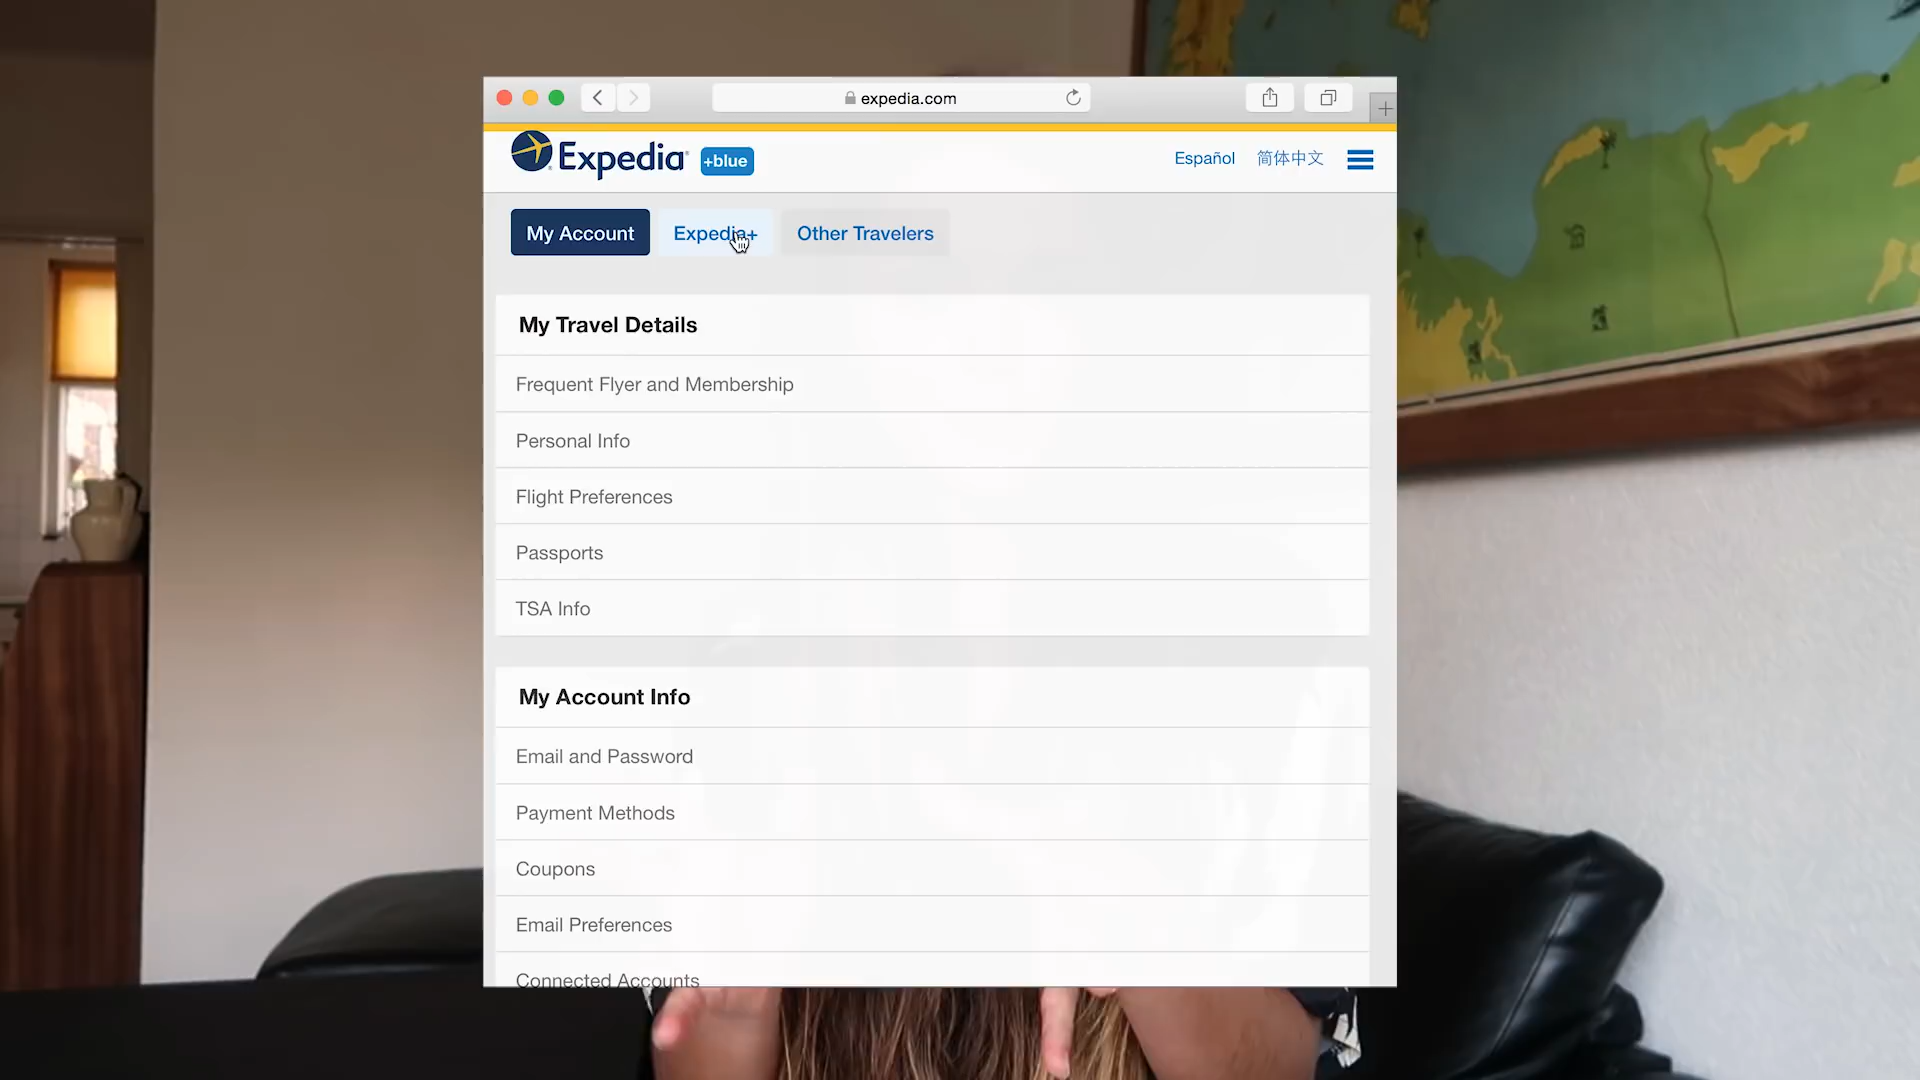 expedia.com
Expedia +blue
Español 简体中文
My Account Expedia+ Other Travelers
My Travel Details
Frequent Flyer and Membership
Personal Info
Flight Preferences
Passports
TSA Info
My Account Info
Email and Password
Payment Methods
Coupons
Email Preferences
Connected Accounts